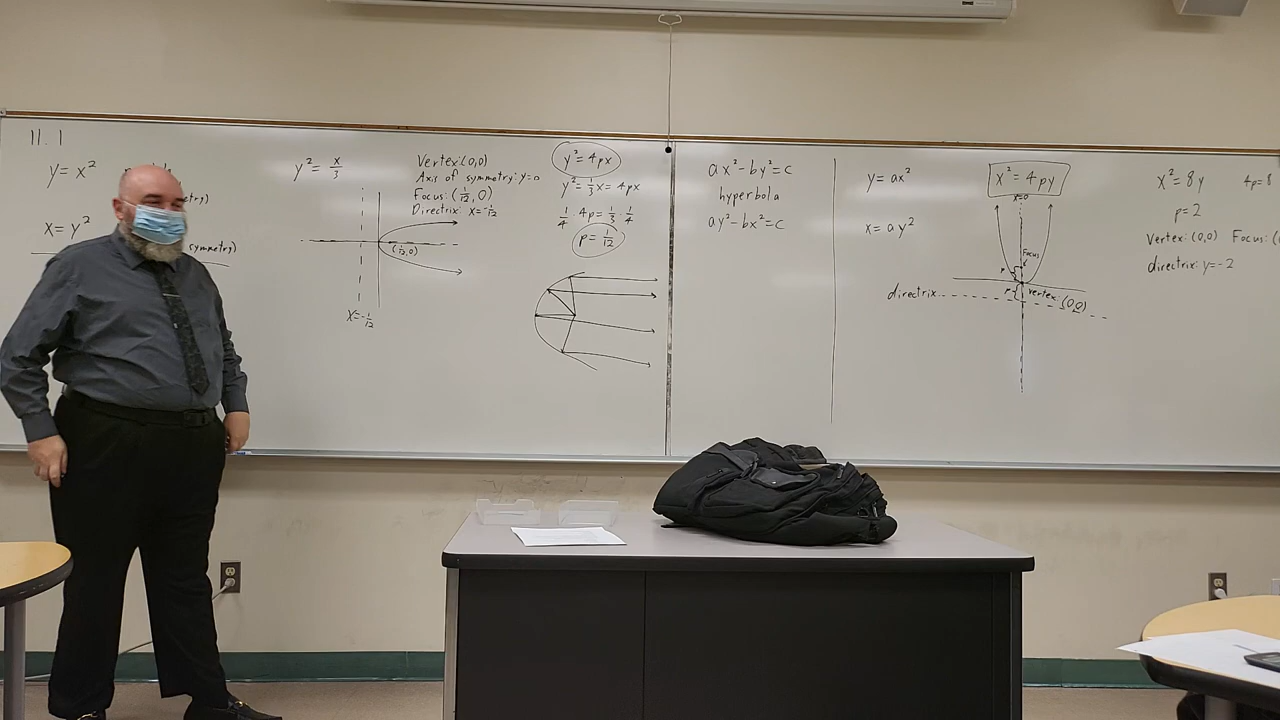 11.1
y = x²
etry)
x = y²
symmetry)
y² = x/3
Vertex: (0,0)
Axis of symmetry: y=0
Focus: (1/12, 0)
Directrix: x=-1/12
(1/12, 0)
x=-1/12
y² = 4px
y² = 1/3 x = 4px
1/4 · 4p = 1/3 · 1/4
p = 1/12
ax² - by² = c
hyperbola
ay² - bx² = c
y = ax²
x = ay²
x² = 4py
x=0
Focus
P
P
directrix
vertex: (0,0)
x² = 8y
4p = 8
p = 2
Vertex: (0,0) Focus: (
directrix: y = -2